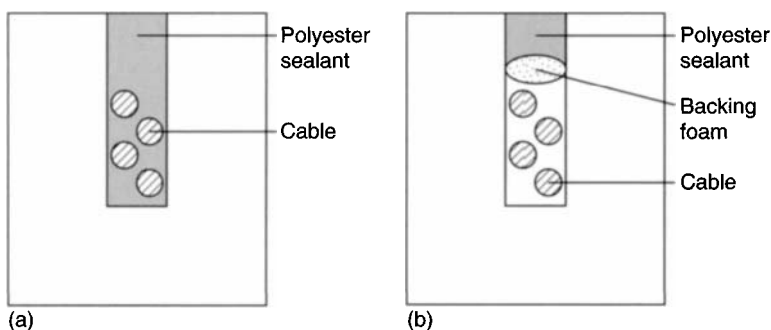 Polyester
sealant
Cable
(a)
Polyester
sealant
Backing
foam
Cable
(b)